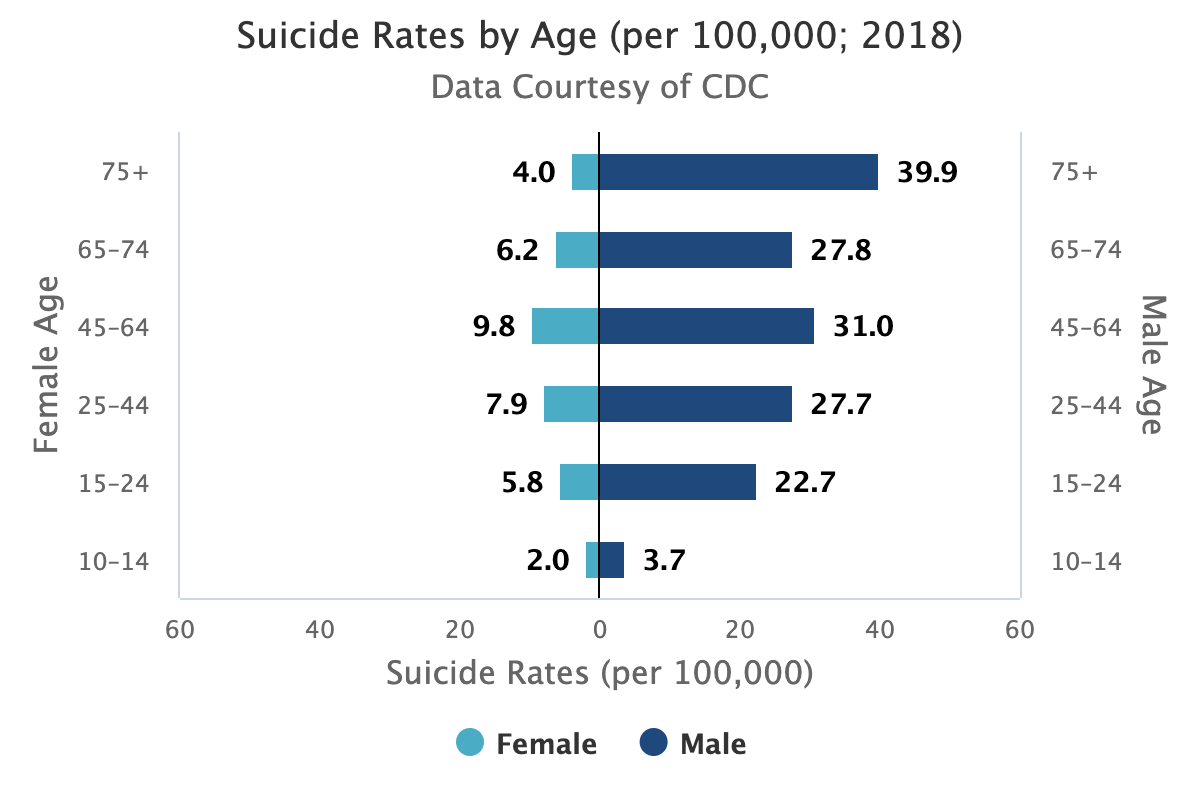 Suicide Rates by Age (per 100,000; 2018)
Data Courtesy of CDC
Female Age
Male Age
75+ 4.0 39.9 75+
65–74 6.2 27.8 65–74
45–64 9.8 31.0 45–64
25–44 7.9 27.7 25–44
15–24 5.8 22.7 15–24
10–14 2.0 3.7 10–14
60 40 20 0 20 40 60
Suicide Rates (per 100,000)
Female Male